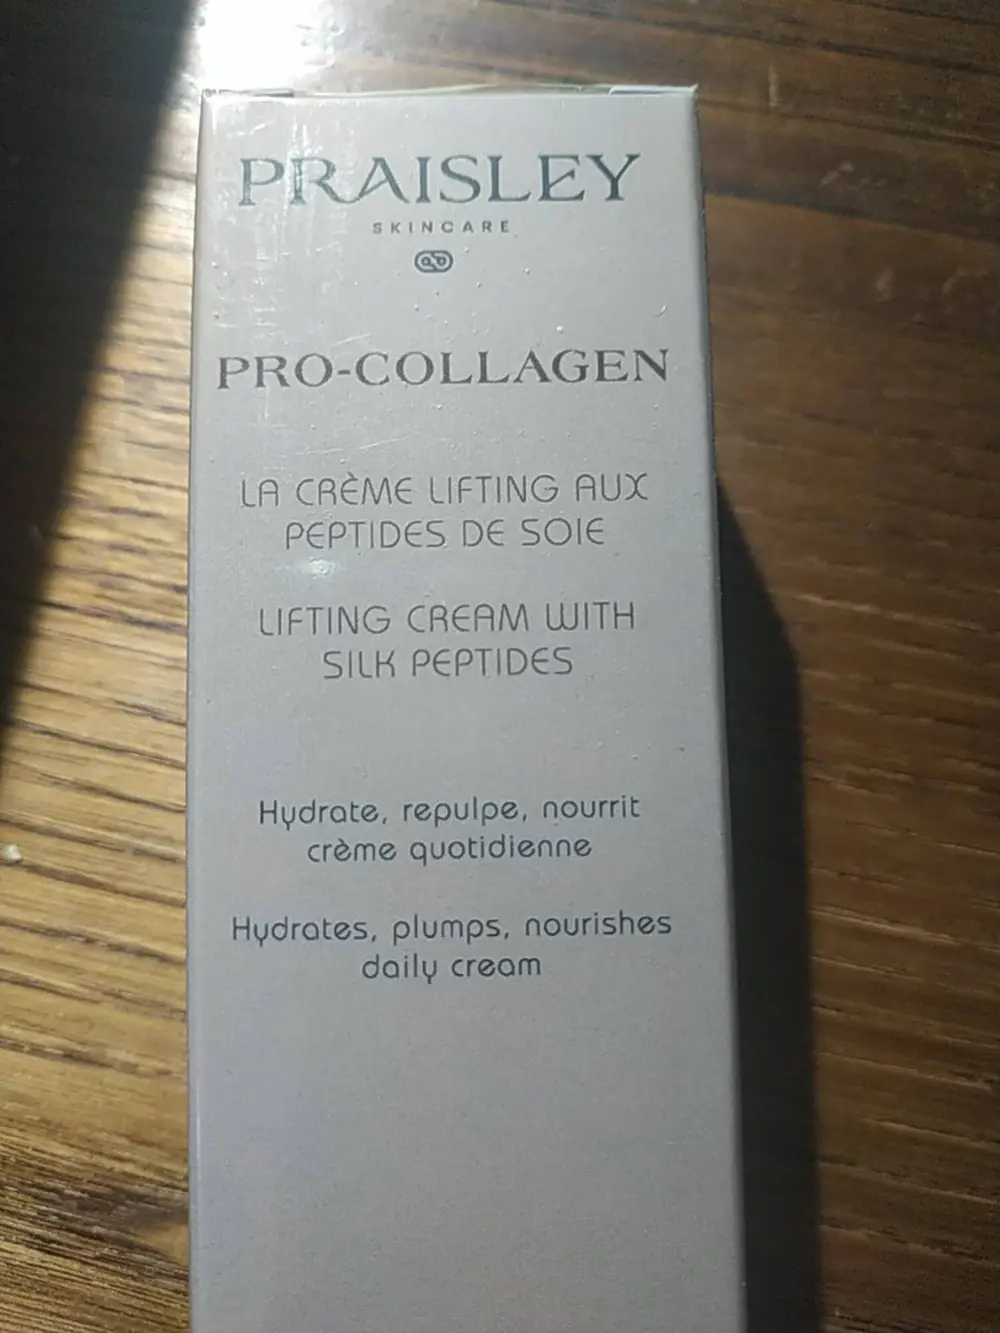 PRAISLEY
SKINCARE
PRO-COLLAGEN
LA CRÈME LIFTING AUX
PEPTIDES DE SOIE
LIFTING CREAM WITH
SILK PEPTIDES
Hydrate, repulpe, nourrit
crème quotidienne
Hydrates, plumps, nourishes
daily cream